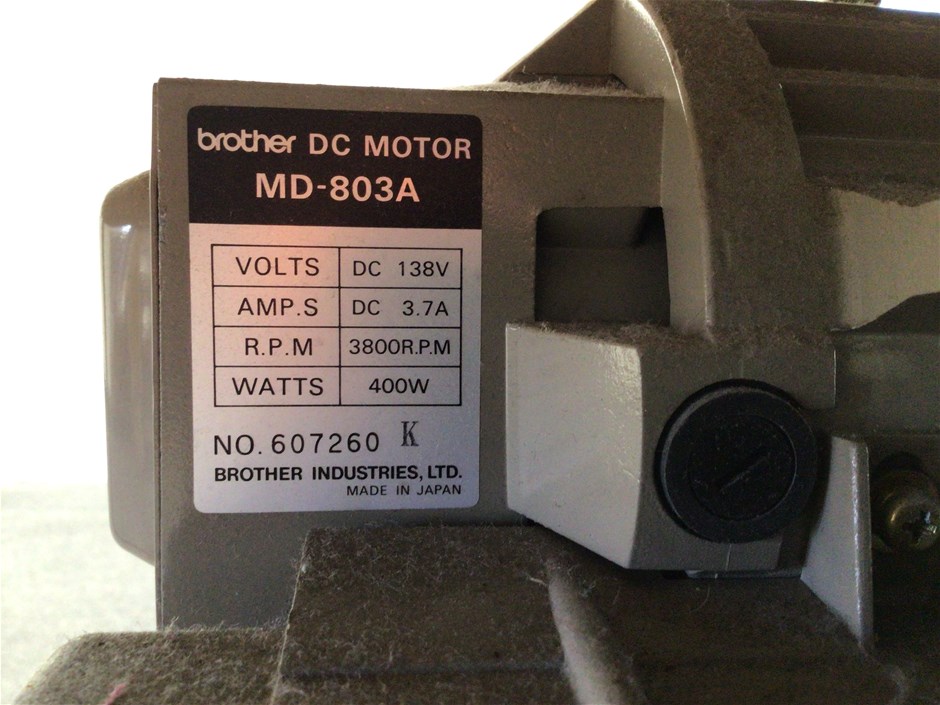 brother DC MOTOR
MD-803A
VOLTS DC 138V
AMP.S DC 3.7A
R.P.M 3800R.P.M
WATTS 400W
NO. 607260 K
BROTHER INDUSTRIES, LTD.
MADE IN JAPAN